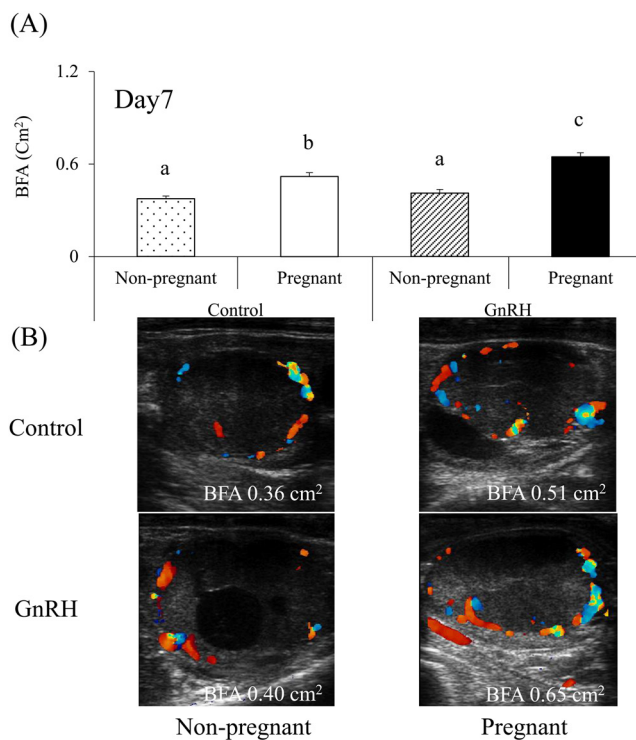 (A)
1.2
Day7
c
b
a
a
0.6
BFA (Cm²)
0
Non-pregnant
Pregnant
Non-pregnant
Pregnant
Control
GnRH
(B)
Control
BFA 0.36 cm²
BFA 0.51 cm²
GnRH
BFA 0.40 cm²
BFA 0.65 cm²
Non-pregnant
Pregnant